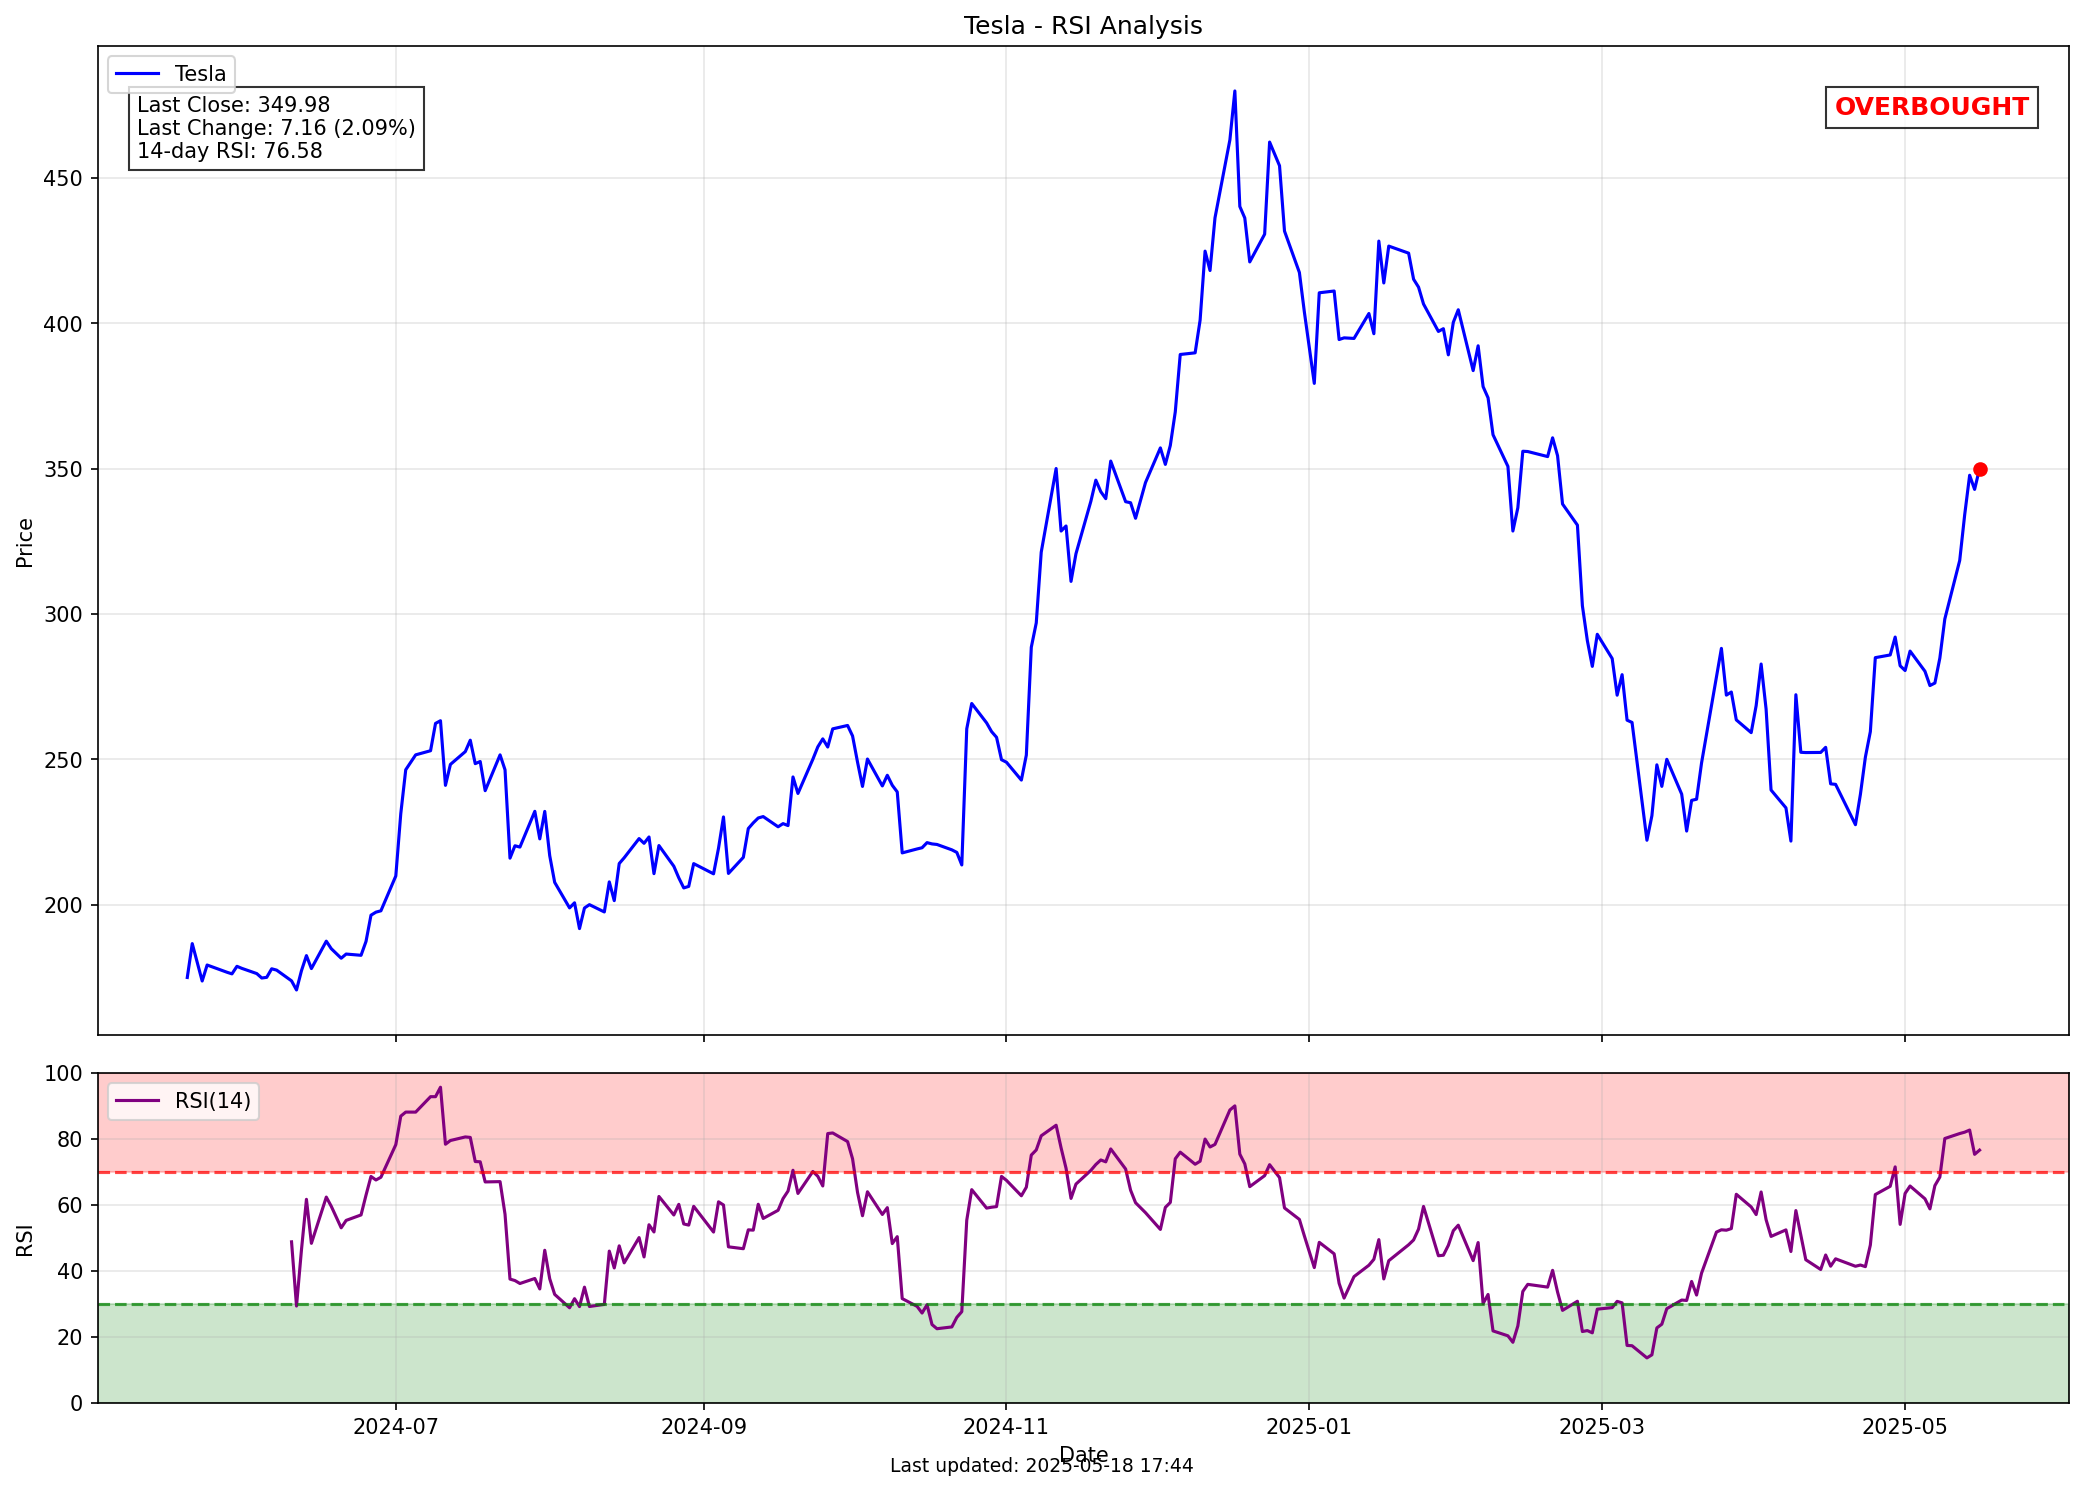 Tesla - RSI Analysis
Tesla
Last Close: 349.98
Last Change: 7.16 (2.09%)
14-day RSI: 76.58
OVERBOUGHT
Price
450
400
350
300
250
200
RSI(14)
RSI
100
80
60
40
20
0
2024-07 2024-09 2024-11 2025-01 2025-03 2025-05
Date
Last updated: 2025-05-18 17:44